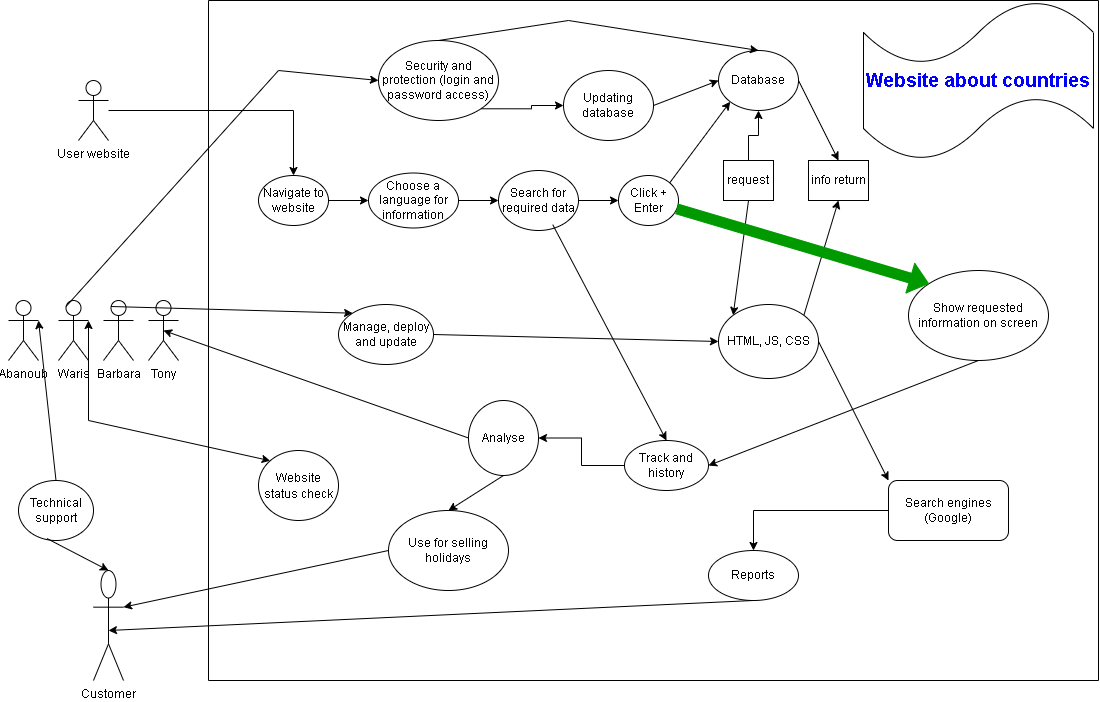 Website about countries
Security and
protection (login and
password access)
Database
Updating
database
User website
Navigate to
website
Choose a
language for
information
Search for
required data
Click +
Enter
request
info return
Show requested
information on screen
Manage, deploy
and update
HTML, JS, CSS
Abanoub
Waris
Barbara
Tony
Analyse
Track and
history
Website
status check
Technical
support
Search engines
(Google)
Use for selling
holidays
Reports
Customer